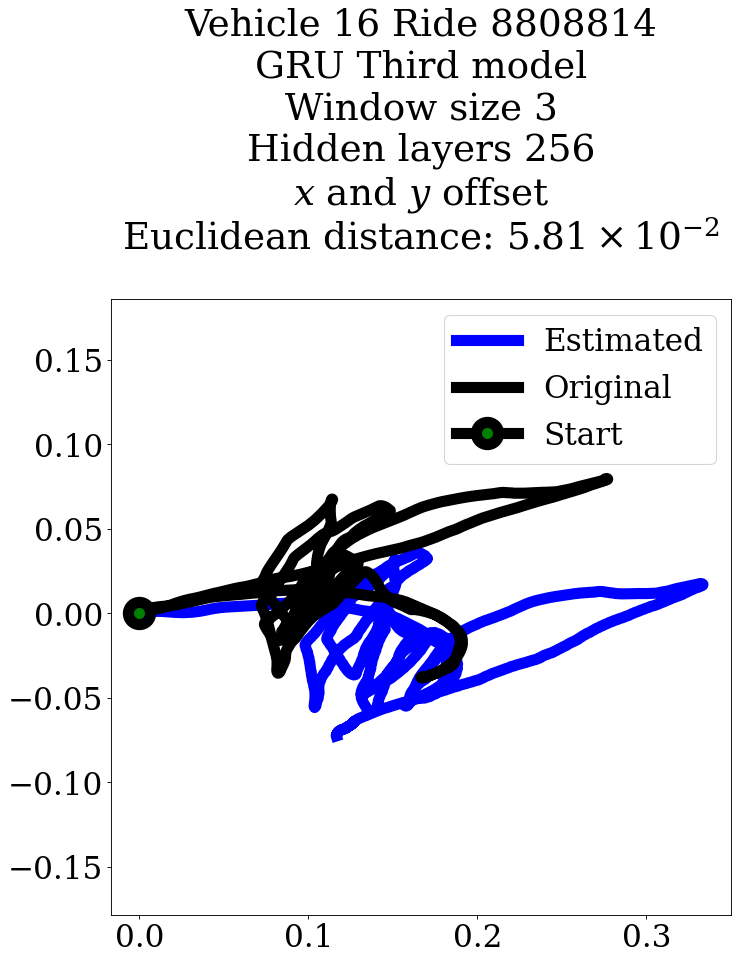 Vehicle 16 Ride 8808814
GRU Third model
Window size 3
Hidden layers 256
x and y offset
Euclidean distance: 5.81 × 10⁻²
Estimated
Original
Start
0.15
0.10
0.05
0.00
−0.05
−0.10
−0.15
0.0 0.1 0.2 0.3